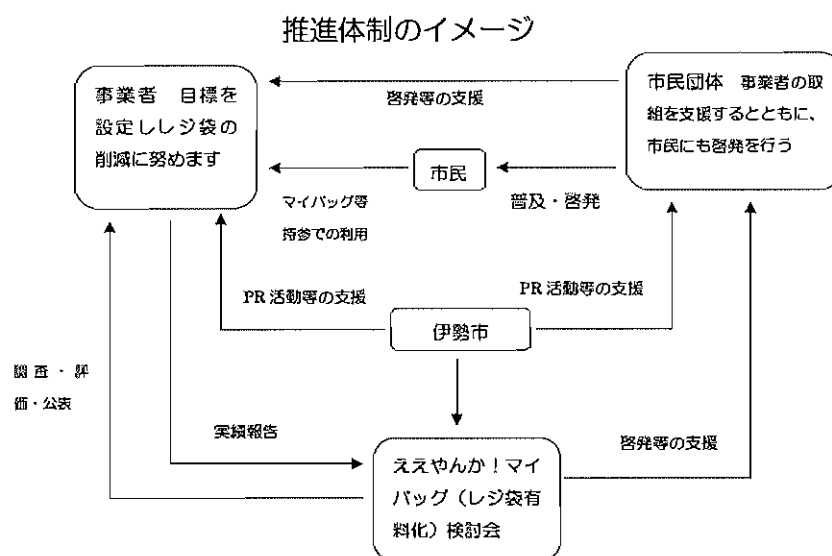 推進体制のイメージ
事業者　目標を
設定しレジ袋の
削減に努めます
啓発等の支援
市民団体　事業者の取
組を支援するとともに、
市民にも啓発を行う
市民
マイバッグ等
持参での利用
普及・啓発
PR 活動等の支援
PR 活動等の支援
伊勢市
調査・評
価・公表
実績報告
ええやんか！マイ
バッグ（レジ袋有
料化）検討会
啓発等の支援